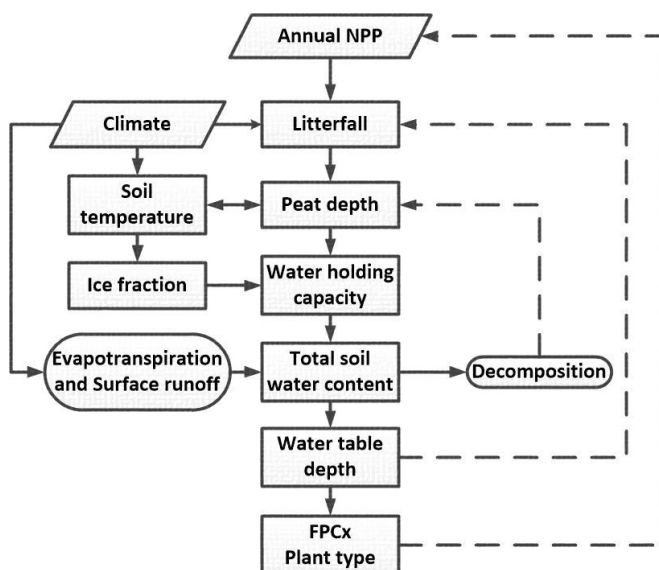 Annual NPP
Climate
Litterfall
Soil
temperature
Peat depth
Ice fraction
Water holding
capacity
Evapotranspiration
and Surface runoff
Total soil
water content
Decomposition
Water table
depth
FPCx
Plant type